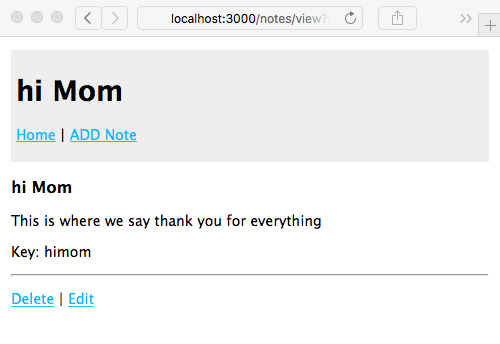 localhost:3000/notes/view?
hi Mom
Home | ADD Note
hi Mom
This is where we say thank you for everything
Key: himom
Delete | Edit